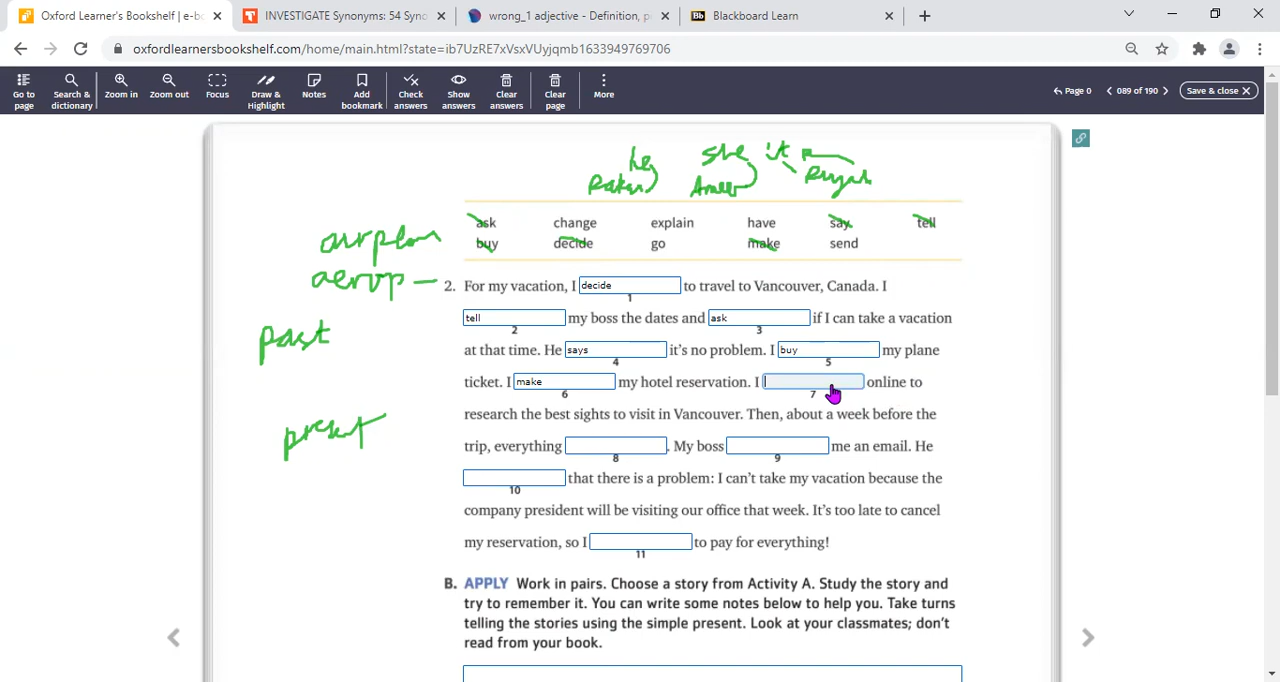 Oxford Learner's Bookshelf | e-bo
INVESTIGATE Synonyms: 54 Synon
wrong_1 adjective - Definition, pi
Blackboard Learn
oxfordlearnersbookshelf.com/home/main.html?state=ib7UzRE7xVsxVUyjqmb1633949769706
Go to page
Search & dictionary
Zoom in
Zoom out
Focus
Draw & Highlight
Notes
Add bookmark
Check answers
Show answers
Clear answers
Clear page
More
Page 0
089 of 190
Save & close
he she it
airplan
aerop
past
present
ask change explain have say tell
buy decide go make send
2. For my vacation, I decide to travel to Vancouver, Canada. I
1
tell my boss the dates and ask if I can take a vacation
2 3
at that time. He says it's no problem. I buy my plane
4 5
ticket. I make my hotel reservation. I online to
6 7
research the best sights to visit in Vancouver. Then, about a week before the
trip, everything . My boss me an email. He
8 9
that there is a problem: I can't take my vacation because the
10
company president will be visiting our office that week. It's too late to cancel
my reservation, so I to pay for everything!
11
B. APPLY Work in pairs. Choose a story from Activity A. Study the story and
try to remember it. You can write some notes below to help you. Take turns
telling the stories using the simple present. Look at your classmates; don't
read from your book.